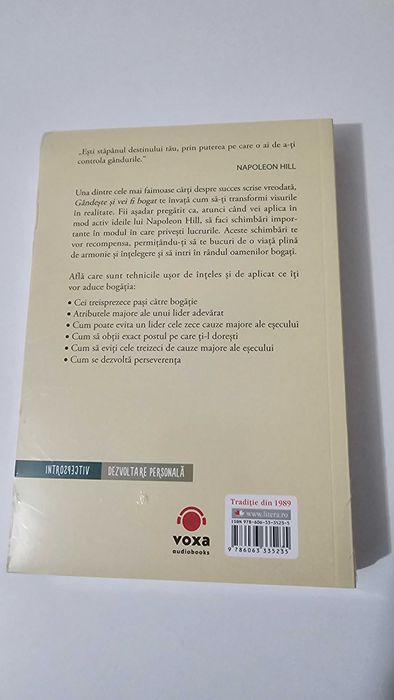 „Ești stăpânul destinului tău, prin puterea pe care o ai de a-ți
controla gândurile.”
NAPOLEON HILL
Una dintre cele mai faimoase cărți despre succes scrise vreodată,
Gândește și vei fi bogat te învață cum să-ți transformi visurile
în realitate. Fii așadar pregătit ca, atunci când vei aplica în
mod activ ideile lui Napoleon Hill, să faci schimbări impor-
tante în modul în care privești lucrurile. Aceste schimbări te
vor recompensa, permițându-ți să te bucuri de o viață plină
de armonie și înțelegere și să intri în rândul oamenilor bogați.
Află care sunt tehnicile ușor de înțeles și de aplicat ce îți
vor aduce bogăția:
• Cei treisprezece pași către bogăție
• Atributele majore ale unui lider adevărat
• Cum poate evita un lider cele zece cauze majore ale eșecului
• Cum să obții exact postul pe care ți-l dorești
• Cum să eviți cele treizeci de cauze majore ale eșecului
• Cum se dezvoltă perseverența
INTROSPECTIV DEZVOLTARE PERSONALĂ
Tradiție din 1989
www.litera.ro
ISBN 978-606-33-3523-5
9 786063 335235
voxa
audiobooks